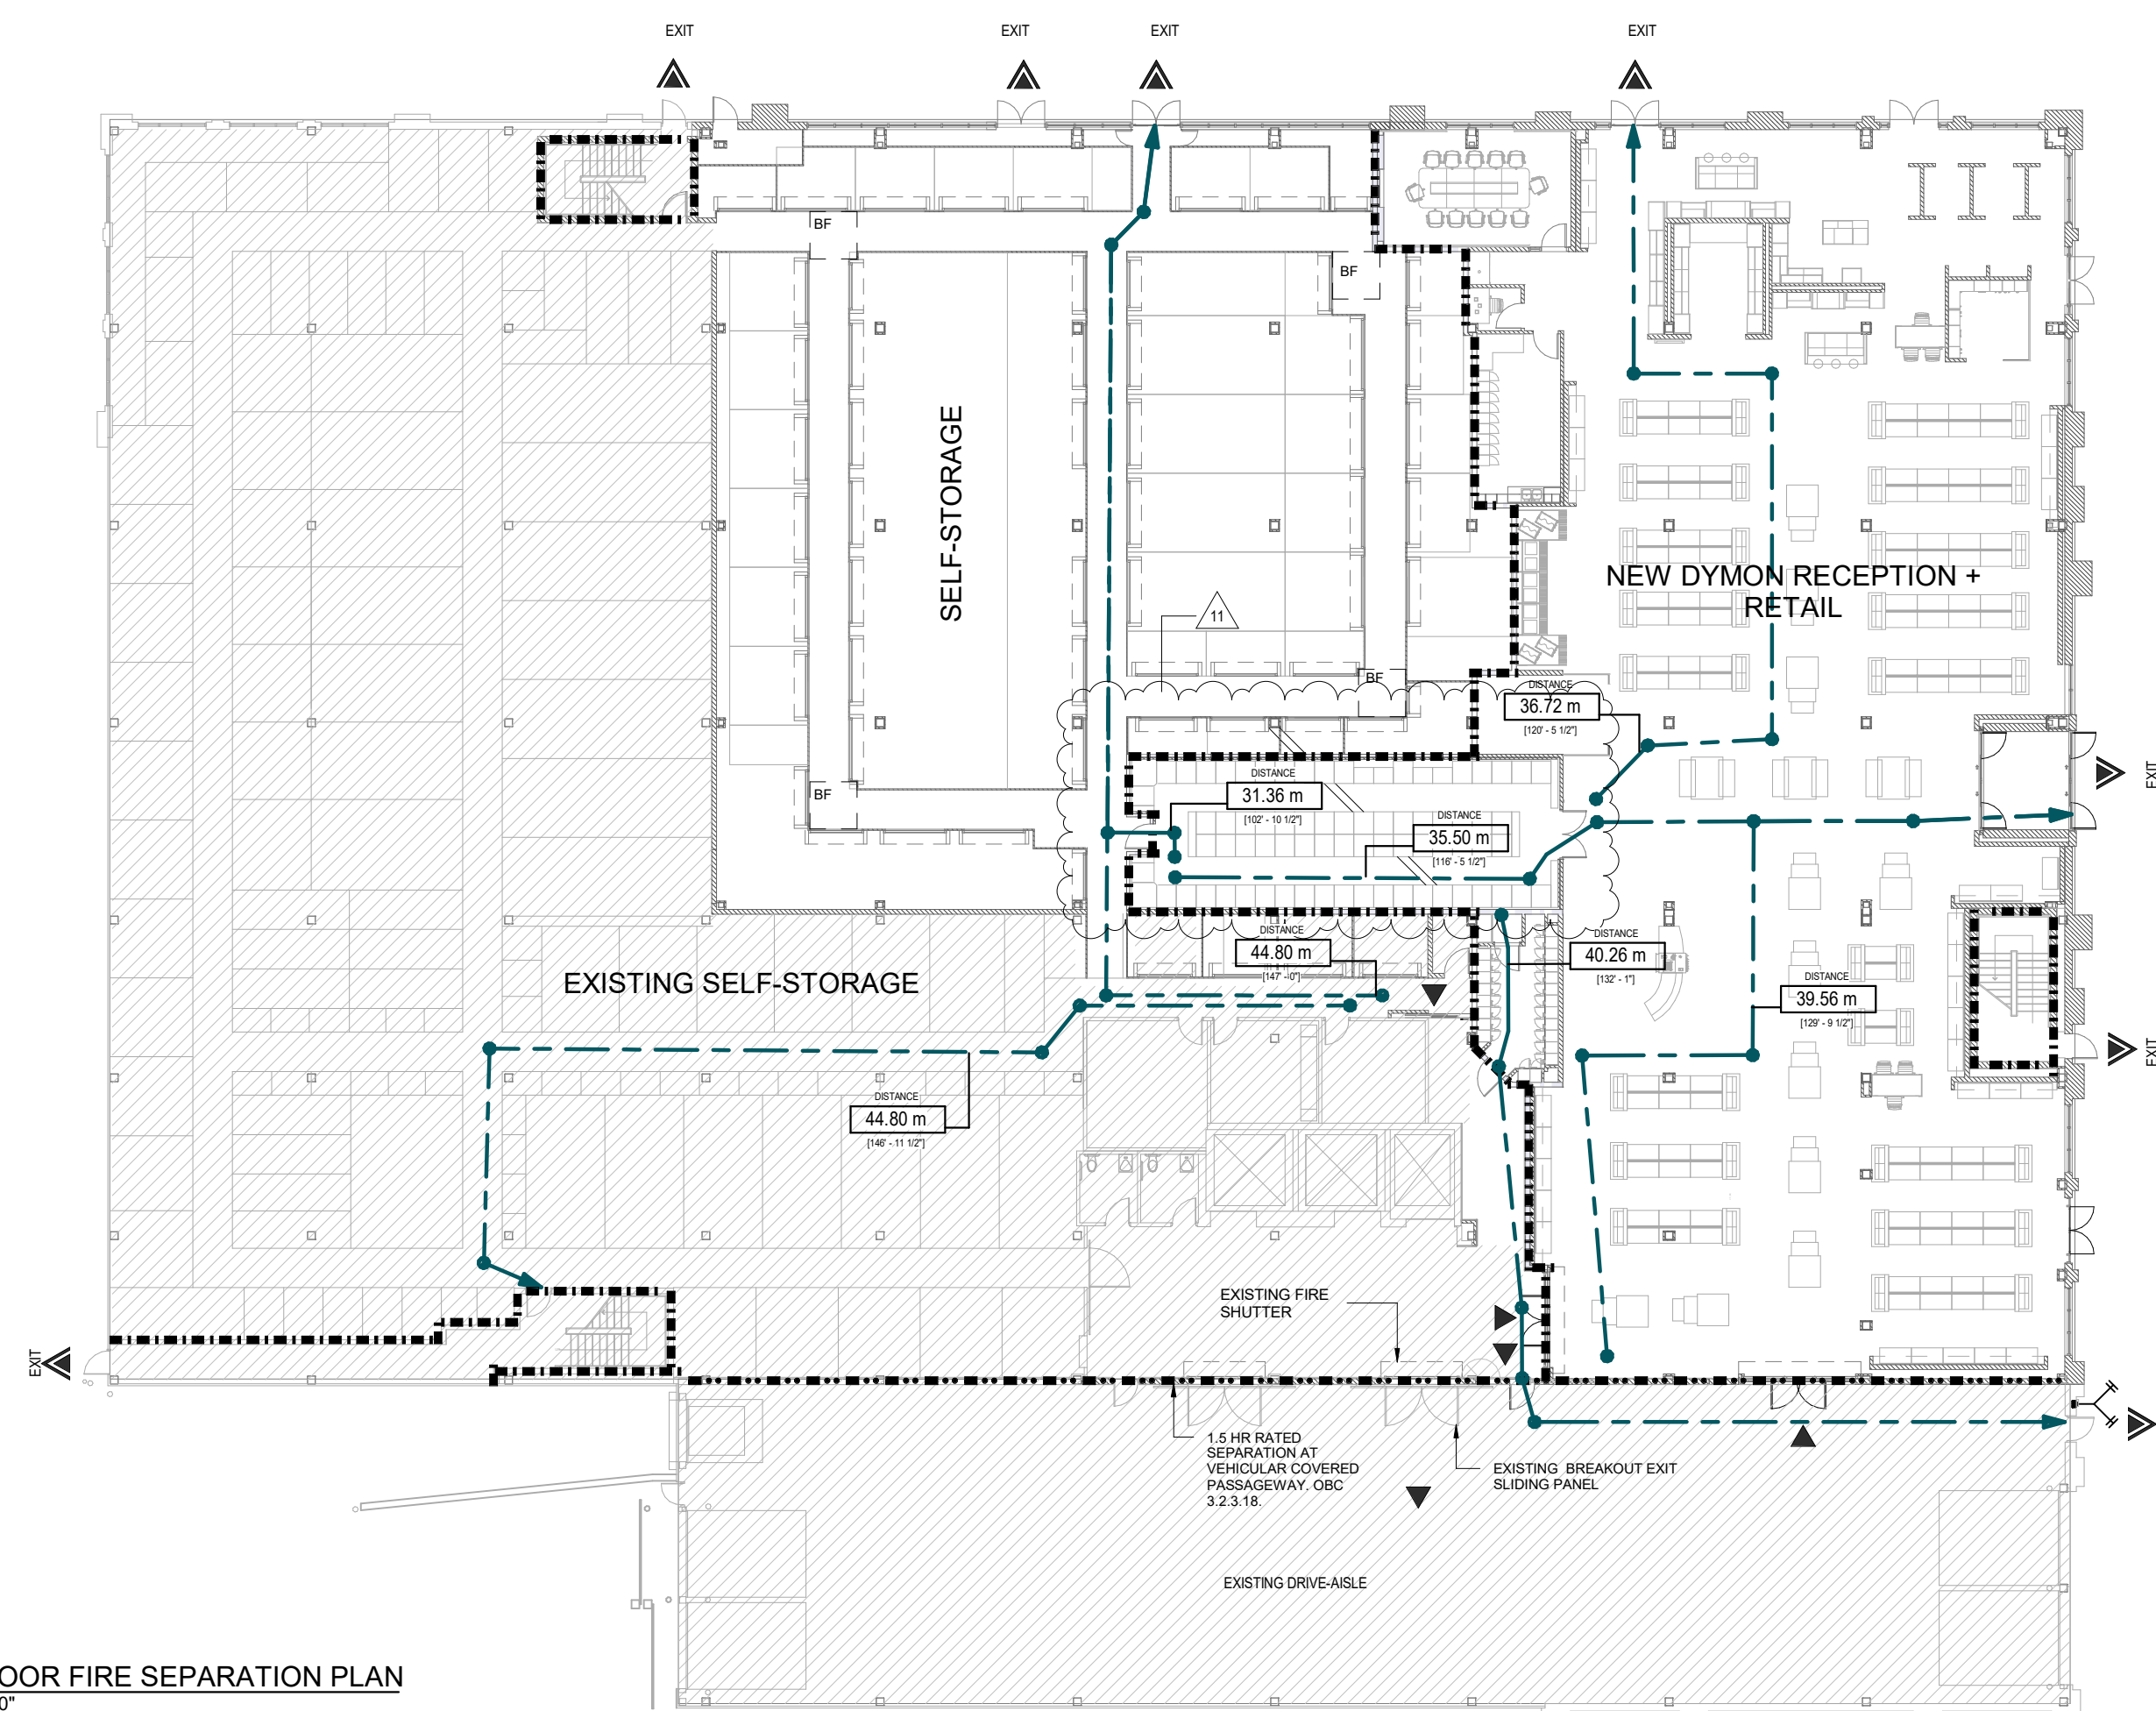 EXIT
EXIT
EXIT
EXIT
BF
BF
SELF-STORAGE
NEW DYMON RECEPTION +
RETAIL
11
BF
DISTANCE
36.72 m
[120' - 5 1/2"]
EXIT
DISTANCE
31.36 m
[102' - 10 1/2"]
BF
DISTANCE
35.50 m
[116' - 5 1/2"]
DISTANCE
44.80 m
[147' - 0"]
DISTANCE
40.26 m
[132' - 1"]
EXISTING SELF-STORAGE
DISTANCE
39.56 m
[129' - 9 1/2"]
EXIT
DISTANCE
44.80 m
[146' - 11 1/2"]
EXISTING FIRE
SHUTTER
EXIT
1.5 HR RATED
SEPARATION AT
VEHICULAR COVERED
PASSAGEWAY. OBC
3.2.3.18.
EXISTING BREAKOUT EXIT
SLIDING PANEL
EXISTING DRIVE-AISLE
OOR FIRE SEPARATION PLAN
0"